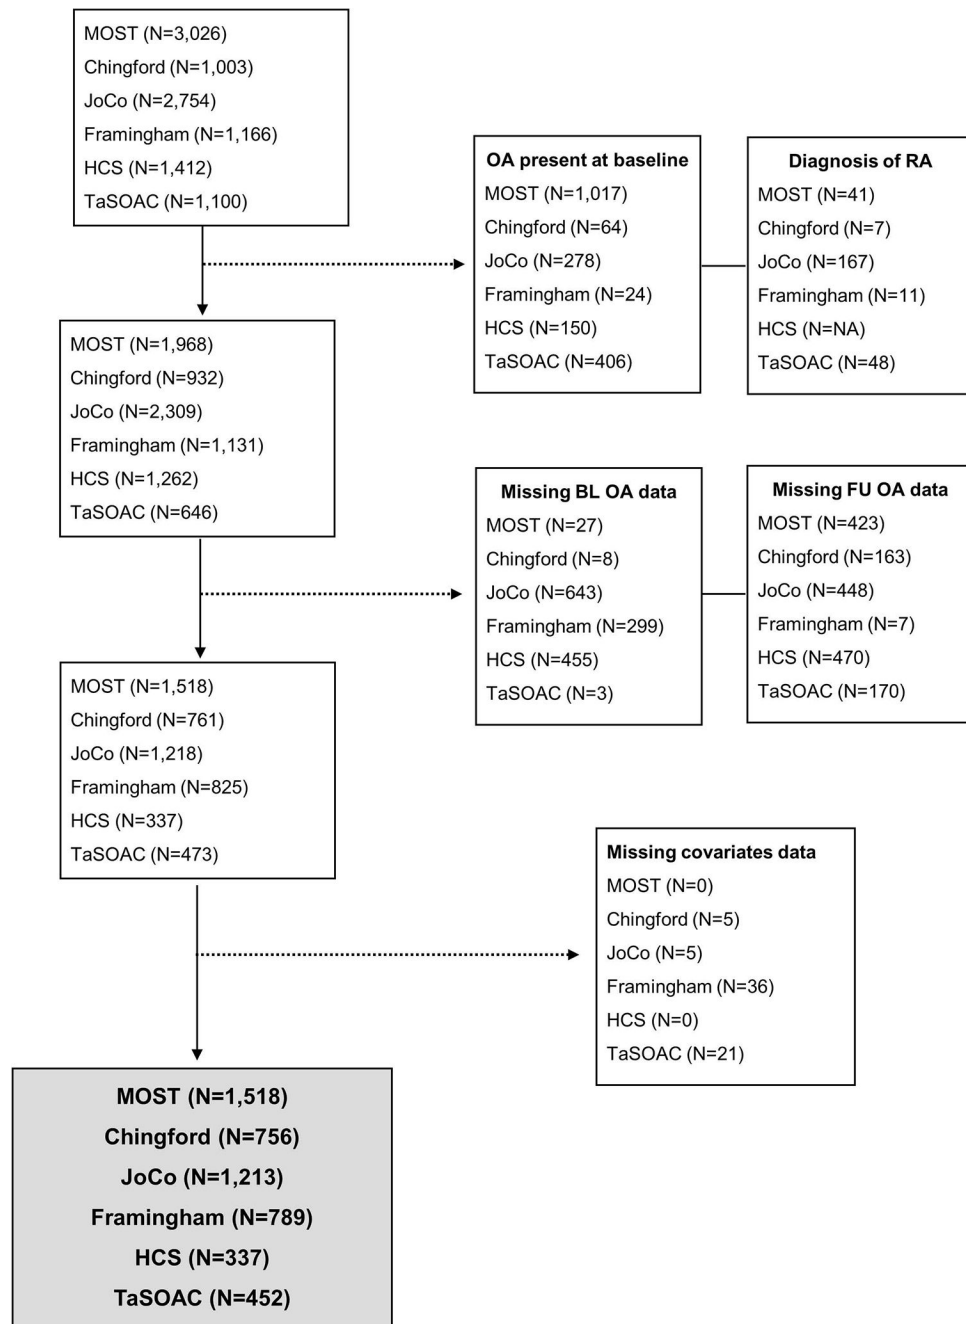 MOST (N=3,026)
Chingford (N=1,003)
JoCo (N=2,754)
Framingham (N=1,166)
HCS (N=1,412)
TaSOAC (N=1,100)
OA present at baseline
MOST (N=1,017)
Chingford (N=64)
JoCo (N=278)
Framingham (N=24)
HCS (N=150)
TaSOAC (N=406)
Diagnosis of RA
MOST (N=41)
Chingford (N=7)
JoCo (N=167)
Framingham (N=11)
HCS (N=NA)
TaSOAC (N=48)
MOST (N=1,968)
Chingford (N=932)
JoCo (N=2,309)
Framingham (N=1,131)
HCS (N=1,262)
TaSOAC (N=646)
Missing BL OA data
MOST (N=27)
Chingford (N=8)
JoCo (N=643)
Framingham (N=299)
HCS (N=455)
TaSOAC (N=3)
Missing FU OA data
MOST (N=423)
Chingford (N=163)
JoCo (N=448)
Framingham (N=7)
HCS (N=470)
TaSOAC (N=170)
MOST (N=1,518)
Chingford (N=761)
JoCo (N=1,218)
Framingham (N=825)
HCS (N=337)
TaSOAC (N=473)
Missing covariates data
MOST (N=0)
Chingford (N=5)
JoCo (N=5)
Framingham (N=36)
HCS (N=0)
TaSOAC (N=21)
MOST (N=1,518)
Chingford (N=756)
JoCo (N=1,213)
Framingham (N=789)
HCS (N=337)
TaSOAC (N=452)